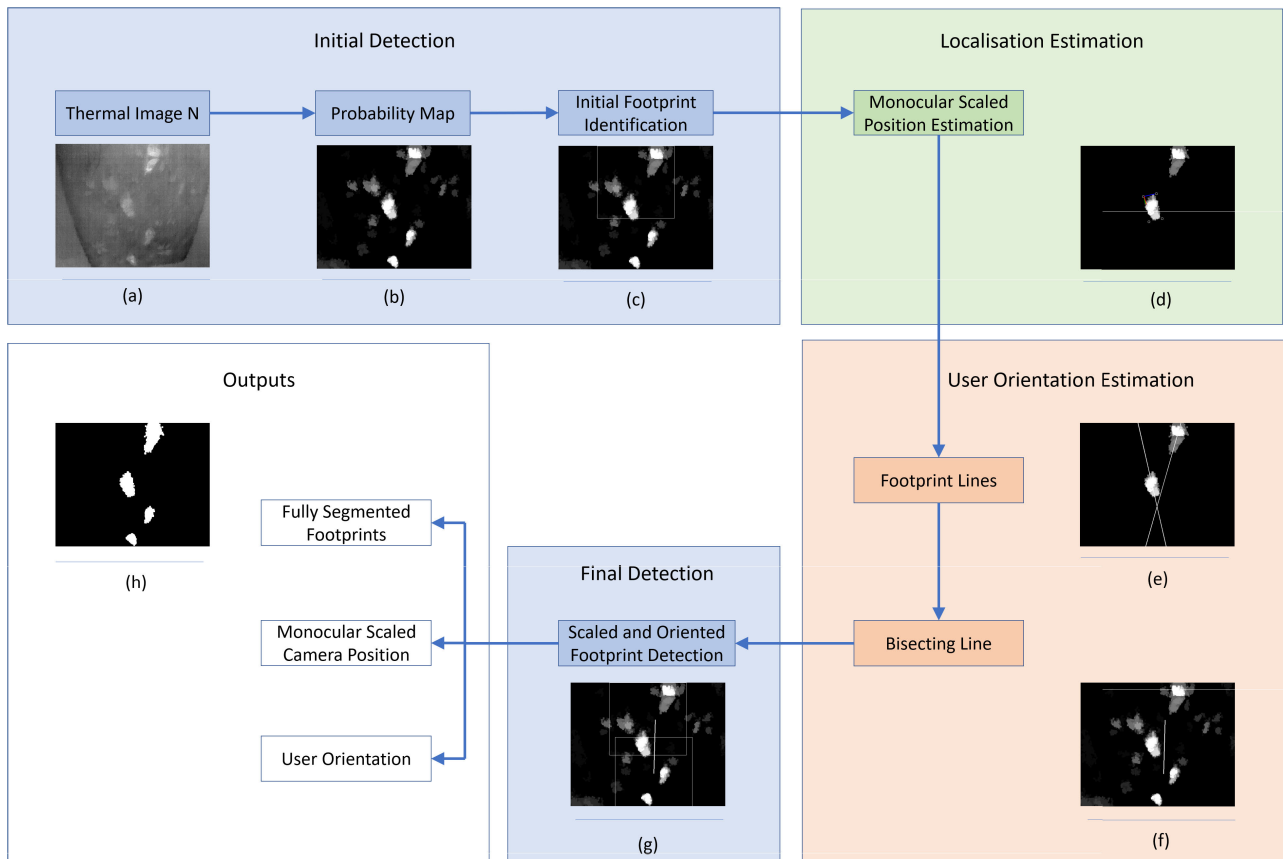 Initial Detection
Thermal Image N
Probability Map
Initial Footprint
Identification
(a)
(b)
(c)
Localisation Estimation
Monocular Scaled
Position Estimation
(d)
Outputs
(h)
Fully Segmented
Footprints
Monocular Scaled
Camera Position
User Orientation
Final Detection
Scaled and Oriented
Footprint Detection
(g)
User Orientation Estimation
Footprint Lines
(e)
Bisecting Line
(f)